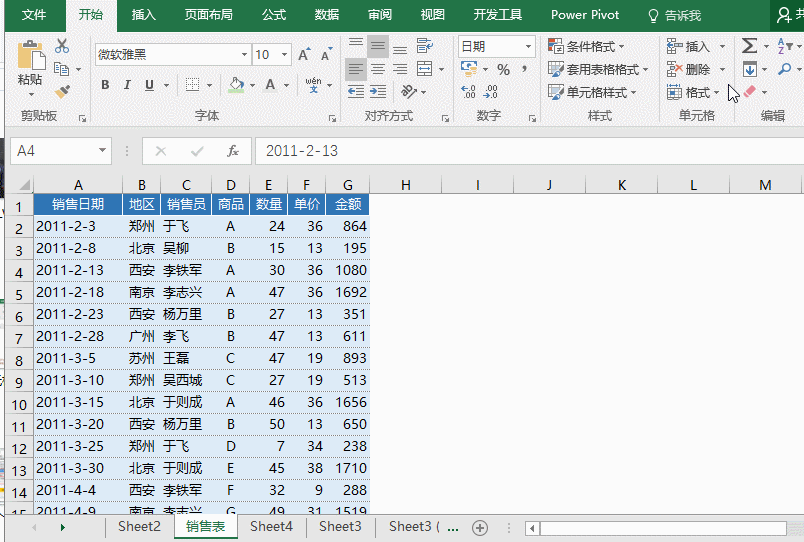 文件 开始 插入 页面布局 公式 数据 审阅 视图 开发工具 Power Pivot 告诉我
微软雅黑 10 A A 日期 条件格式 插入 Σ
粘贴 B I U A wén 文 % , 套用表格格式 删除
单元格样式 格式
剪贴板 字体 对齐方式 数字 样式 单元格 编辑
A4 fx 2011-2-13
A B C D E F G H I J K L M
1 销售日期 地区 销售员 商品 数量 单价 金额
2 2011-2-3 郑州 于飞 A 24 36 864
3 2011-2-8 北京 吴柳 B 15 13 195
4 2011-2-13 西安 李铁军 A 30 36 1080
5 2011-2-18 南京 李志兴 A 47 36 1692
6 2011-2-23 西安 杨万里 B 27 13 351
7 2011-2-28 广州 李飞 B 47 13 611
8 2011-3-5 苏州 王磊 C 47 19 893
9 2011-3-10 郑州 吴西城 C 27 19 513
10 2011-3-15 北京 于则成 A 46 36 1656
11 2011-3-20 西安 杨万里 B 50 13 650
12 2011-3-25 郑州 于飞 D 7 34 238
13 2011-3-30 北京 于则成 E 45 38 1710
14 2011-4-4 西安 李铁军 F 32 9 288
15 2011-4-9 南京 李志兴 G 49 31 1519
Sheet2 销售表 Sheet4 Sheet3 Sheet3 ( ...